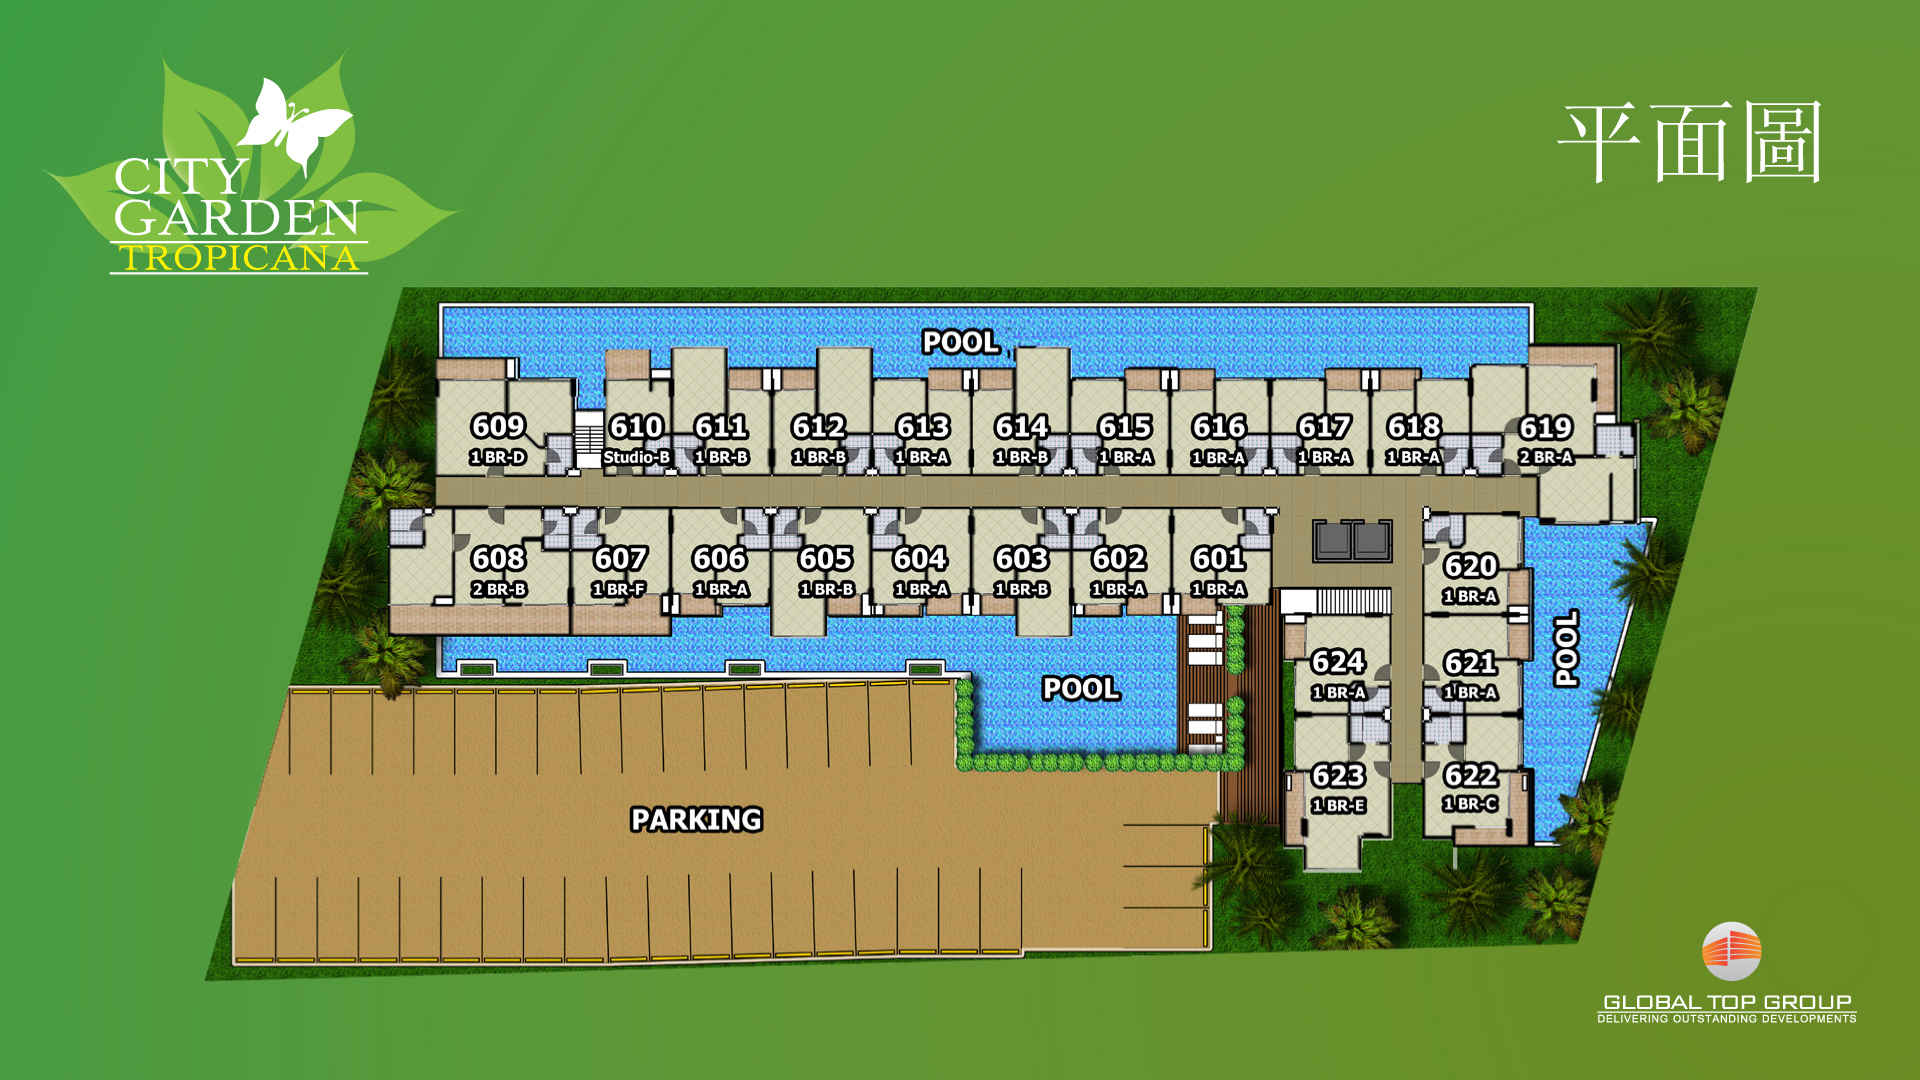 CITY
GARDEN
TROPICANA
平面圖
POOL
609
1 BR-D
610
Studio-B
611
1 BR-B
612
1 BR-B
613
1 BR-A
614
1 BR-B
615
1 BR-A
616
1 BR-A
617
1 BR-A
618
1 BR-A
619
2 BR-A
608
2 BR-B
607
1 BR-F
606
1 BR-A
605
1 BR-B
604
1 BR-A
603
1 BR-B
602
1 BR-A
601
1 BR-A
620
1 BR-A
POOL
624
1 BR-A
621
1 BR-A
POOL
623
1 BR-E
622
1 BR-C
PARKING
GLOBAL TOP GROUP
DELIVERING OUTSTANDING DEVELOPMENTS